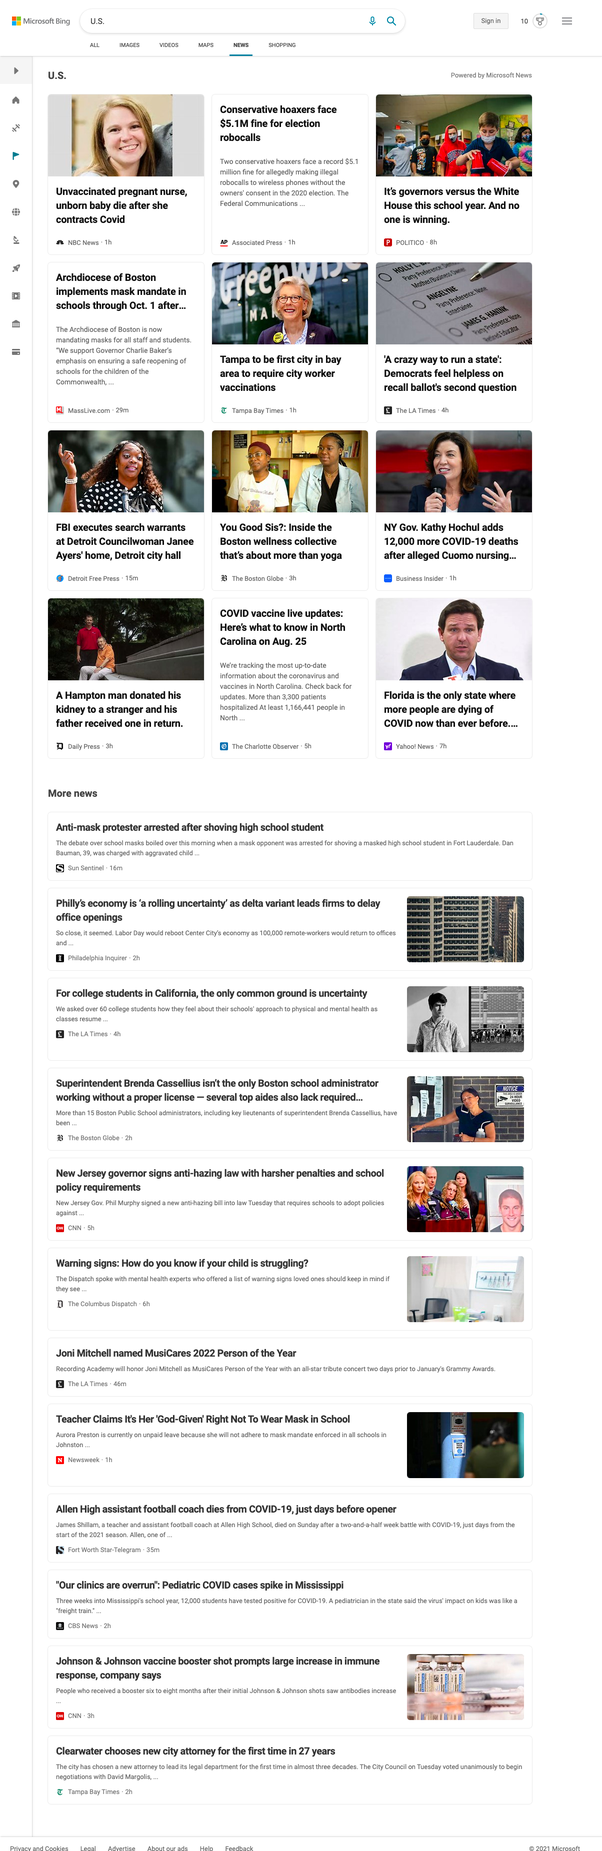 Microsoft Bing
U.S.
Sign in
10
ALL
IMAGES
VIDEOS
MAPS
NEWS
SHOPPING
U.S.
Powered by Microsoft News
Unvaccinated pregnant nurse,
unborn baby die after she
contracts Covid
NBC News · 1h
Conservative hoaxers face
$5.1M fine for election
robocalls
Two conservative hoaxers face a record $5.1
million fine for allegedly making illegal
robocalls to wireless phones without the
owners' consent in the 2020 election. The
Federal Communications ...
AP Associated Press · 1h
It's governors versus the White
House this school year. And no
one is winning.
POLITICO · 8h
Archdiocese of Boston
implements mask mandate in
schools through Oct. 1 after...
The Archdiocese of Boston is now
mandating masks for all staff and students.
"We support Governor Charlie Baker's
emphasis on ensuring a safe reopening of
schools for the children of the
Commonwealth, ...
MassLive.com · 29m
Greenwise
MA
Tampa to be first city in bay
area to require city worker
vaccinations
Tampa Bay Times · 1h
ANGELYNE
Party Preference:
JAMES G. HANINK
'A crazy way to run a state':
Democrats feel helpless on
recall ballot's second question
The LA Times · 4h
FBI executes search warrants
at Detroit Councilwoman Janee
Ayers' home, Detroit city hall
Detroit Free Press · 15m
You Good Sis?: Inside the
Boston wellness collective
that's about more than yoga
The Boston Globe · 3h
NY Gov. Kathy Hochul adds
12,000 more COVID-19 deaths
after alleged Cuomo nursing...
Business Insider · 1h
A Hampton man donated his
kidney to a stranger and his
father received one in return.
Daily Press · 3h
COVID vaccine live updates:
Here's what to know in North
Carolina on Aug. 25
We're tracking the most up-to-date
information about the coronavirus and
vaccines in North Carolina. Check back for
updates. More than 3,300 patients
hospitalized At least 1,166,441 people in
North ...
The Charlotte Observer · 5h
Florida is the only state where
more people are dying of
COVID now than ever before....
Yahoo! News · 7h
More news
Anti-mask protester arrested after shoving high school student
The debate over school masks boiled over this morning when a mask opponent was arrested for shoving a masked high school student in Fort Lauderdale. Dan
Bauman, 39, was charged with aggravated child ...
Sun Sentinel · 16m
Philly's economy is 'a rolling uncertainty' as delta variant leads firms to delay
office openings
So close, it seemed. Labor Day would reboot Center City's economy as 100,000 remote-workers would return to offices
and ...
Philadelphia Inquirer · 2h
For college students in California, the only common ground is uncertainty
We asked over 60 college students how they feel about their schools' approach to physical and mental health as
classes resume ...
The LA Times · 4h
Superintendent Brenda Cassellius isn't the only Boston school administrator
working without a proper license — several top aides also lack required...
More than 15 Boston Public School administrators, including key lieutenants of superintendent Brenda Cassellius, have
been ...
The Boston Globe · 2h
NOTICE
New Jersey governor signs anti-hazing law with harsher penalties and school
policy requirements
New Jersey Gov. Phil Murphy signed a new anti-hazing bill into law Tuesday that requires schools to adopt policies
against ...
CNN · 5h
Warning signs: How do you know if your child is struggling?
The Dispatch spoke with mental health experts who offered a list of warning signs loved ones should keep in mind if
they see ...
The Columbus Dispatch · 6h
Joni Mitchell named MusiCares 2022 Person of the Year
Recording Academy will honor Joni Mitchell as MusiCares Person of the Year with an all-star tribute concert two days prior to January's Grammy Awards.
The LA Times · 46m
Teacher Claims It's Her 'God-Given' Right Not To Wear Mask in School
Aurora Preston is currently on unpaid leave because she will not adhere to mask mandate enforced in all schools in
Johnston ...
Newsweek · 1h
Allen High assistant football coach dies from COVID-19, just days before opener
James Shillam, a teacher and assistant football coach at Allen High School, died on Sunday after a two-and-a-half week battle with COVID-19, just days from the
start of the 2021 season. Allen, one of ...
Fort Worth Star-Telegram · 35m
"Our clinics are overrun": Pediatric COVID cases spike in Mississippi
Three weeks into Mississippi's school year, 12,000 students have tested positive for COVID-19. A pediatrician in the state said the virus' impact on kids was like a
"freight train." ...
CBS News · 2h
Johnson & Johnson vaccine booster shot prompts large increase in immune
response, company says
People who received a booster six to eight months after their initial Johnson & Johnson shots saw antibodies increase
...
CNN · 3h
Clearwater chooses new city attorney for the first time in 27 years
The city has chosen a new attorney to lead its legal department for the first time in almost three decades. The City Council on Tuesday voted unanimously to begin
negotiations with David Margolis, ...
Tampa Bay Times · 2h
Privacy and Cookies
Legal
Advertise
About our ads
Help
Feedback
© 2021 Microsoft